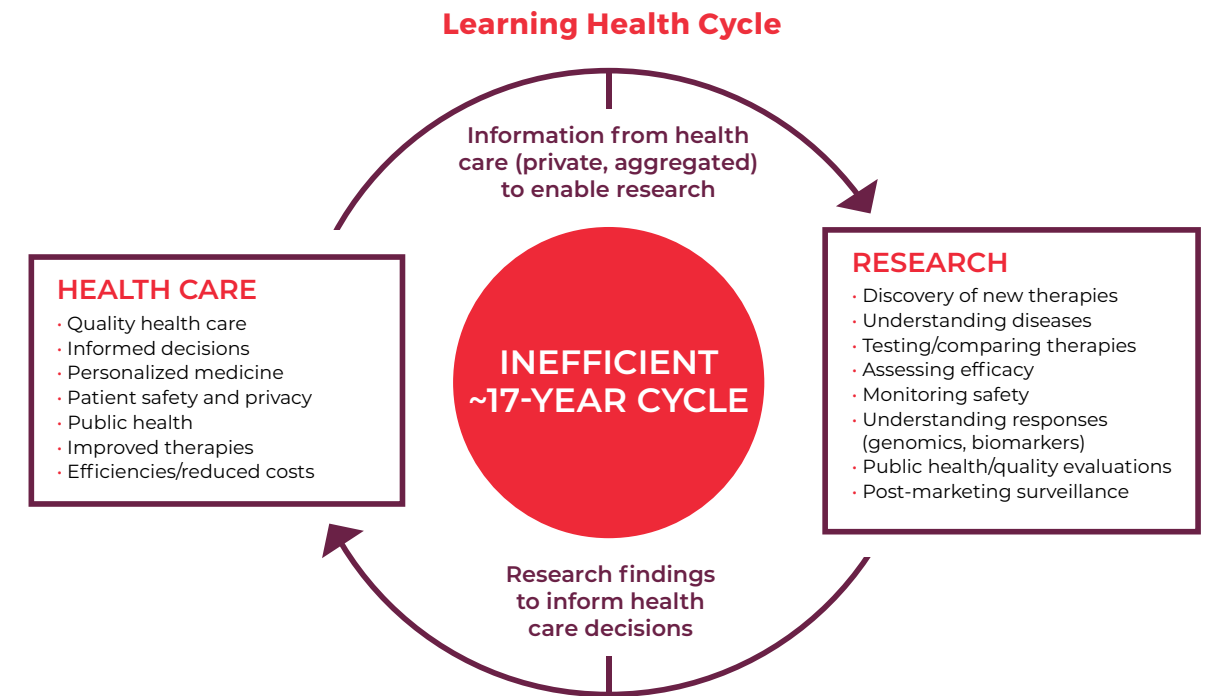 Learning Health Cycle
Information from health
care (private, aggregated)
to enable research
HEALTH CARE
· Quality health care
· Informed decisions
· Personalized medicine
· Patient safety and privacy
· Public health
· Improved therapies
· Efficiencies/reduced costs
INEFFICIENT
~17-YEAR CYCLE
RESEARCH
· Discovery of new therapies
· Understanding diseases
· Testing/comparing therapies
· Assessing efficacy
· Monitoring safety
· Understanding responses
(genomics, biomarkers)
· Public health/quality evaluations
· Post-marketing surveillance
Research findings
to inform health
care decisions